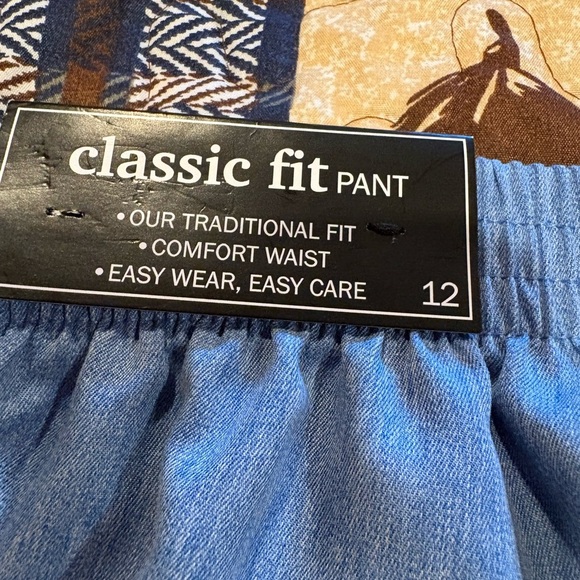 classic fit PANT
• OUR TRADITIONAL FIT
• COMFORT WAIST
• EASY WEAR, EASY CARE
12